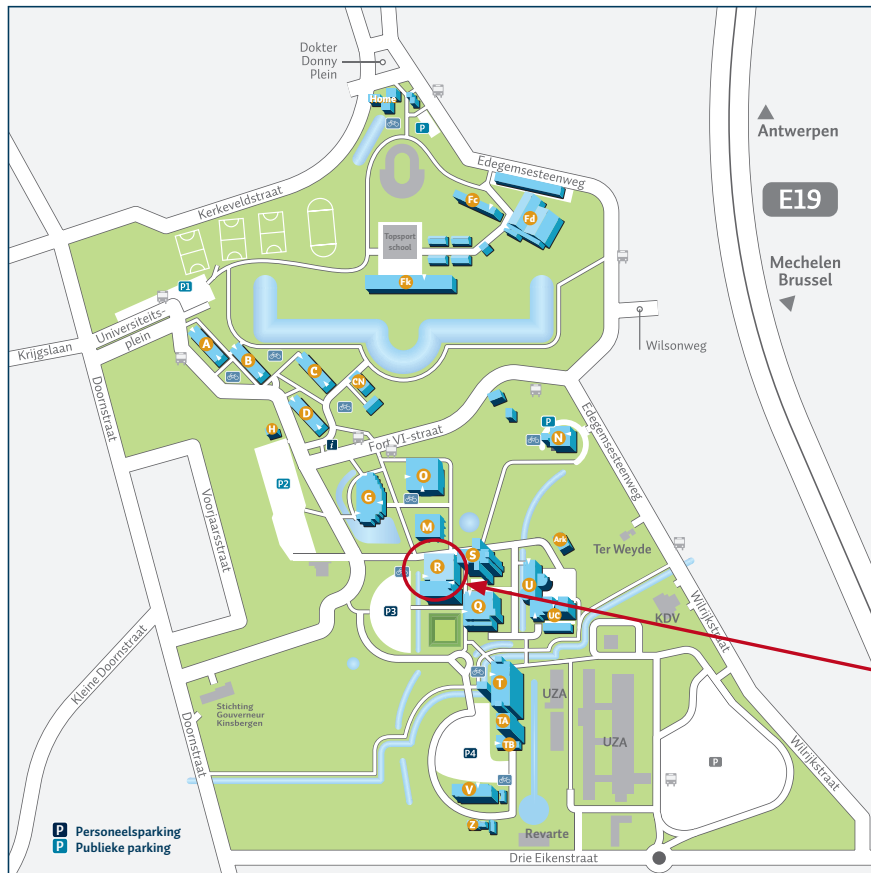 Dokter
Donny
Plein
Home
P
Antwerpen
Edegemsesteenweg
E19
Fc
Fd
Kerkeveldstraat
Topsport
school
Mechelen
Brussel
Fk
P1
Universiteits-
plein
Krijgslaan
Wilsonweg
A
B
C
CN
D
H
i
Fort VI-straat
P
N
Edegemsesteenweg
Doornstraat
P2
O
G
M
Voorjaarsstraat
Ark
Ter Weyde
R
S
U
UC
Q
P3
KDV
Wilrijkstraat
Kleine Doornstraat
T
UZA
TA
TB
UZA
Stichting
Gouverneur
Kinsbergen
P4
P
Wilrijkstraat
Doornstraat
V
Z
Revarte
P Personeelsparking
P Publieke parking
Drie Eikenstraat